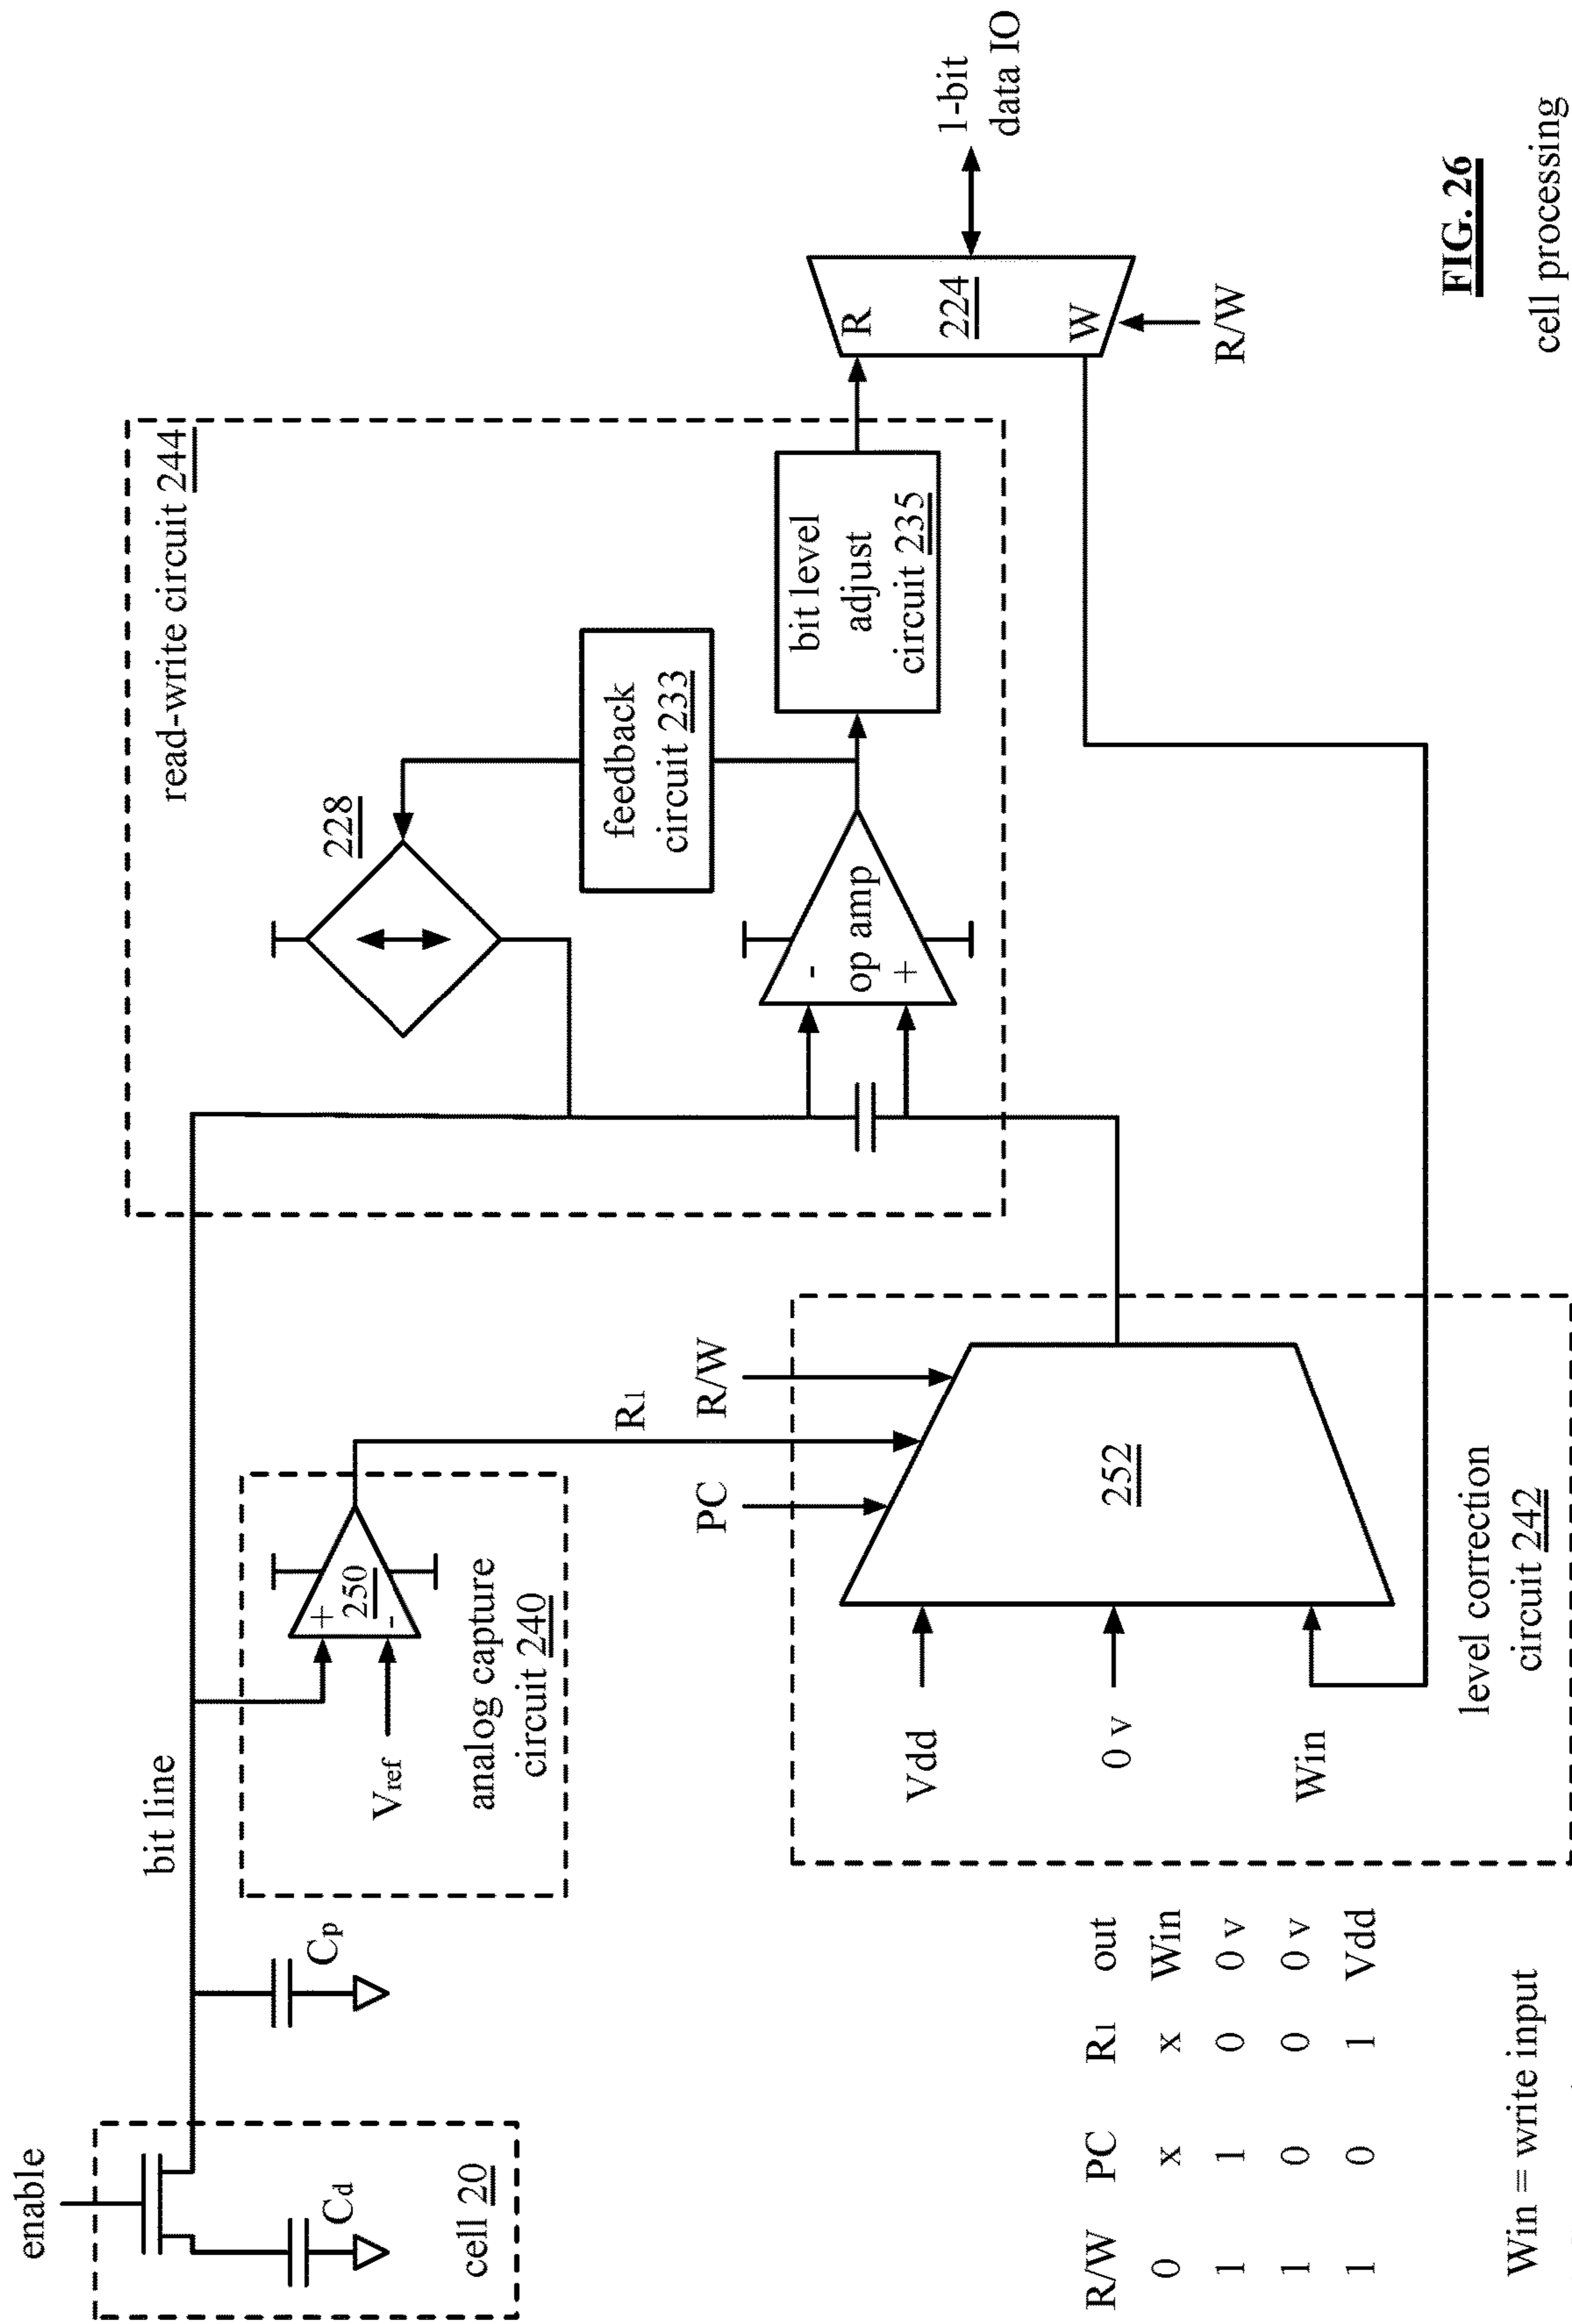 enable
cell 20
Cd
Cp
bit line
Vref
+
250
-
analog capture
circuit 240
R1
PC
R/W
Vdd
0 v
Win
252
level correction
circuit 242
read-write circuit 244
228
feedback
circuit 233
-
op amp
+
bit level
adjust
circuit 235
R
224
W
R/W
1-bit
data IO
R/W PC R1 out
0 x x Win
1 1 0 0 v
1 0 0 0 v
1 0 1 Vdd
Win = write input
FIG. 26
cell processing